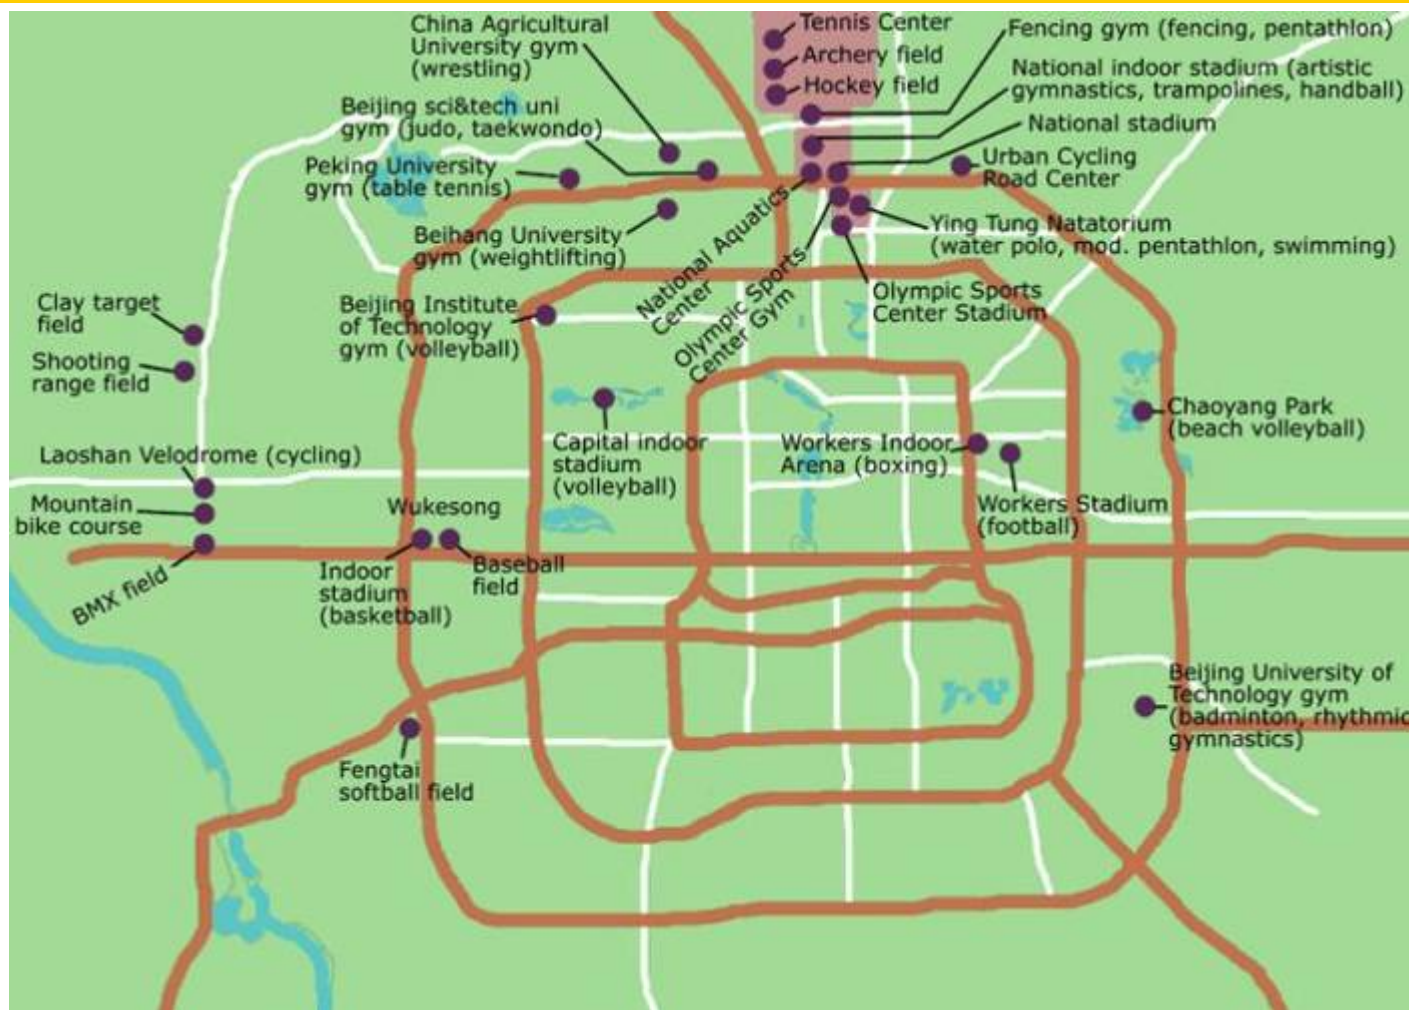 China Agricultural
University gym
(wrestling)
Tennis Center
Archery field
Hockey field
Fencing gym (fencing, pentathlon)
National indoor stadium (artistic
gymnastics, trampolines, handball)
National stadium
Beijing sci&tech uni
gym (judo, taekwondo)
Peking University
gym (table tennis)
Urban Cycling
Road Center
Beihang University
gym (weightlifting)
National Aquatics
Center
Olympic Sports
Center Gym
Ying Tung Natatorium
(water polo, mod. pentathlon, swimming)
Olympic Sports
Center Stadium
Clay target
field
Shooting
range field
Beijing Institute
of Technology
gym (volleyball)
Chaoyang Park
(beach volleyball)
Laoshan Velodrome (cycling)
Capital indoor
stadium
(volleyball)
Workers Indoor
Arena (boxing)
Mountain
bike course
Wukesong
Workers Stadium
(football)
BMX field
Indoor
stadium
(basketball)
Baseball
field
Beijing University of
Technology gym
(badminton, rhythmic
gymnastics)
Fengtai
softball field